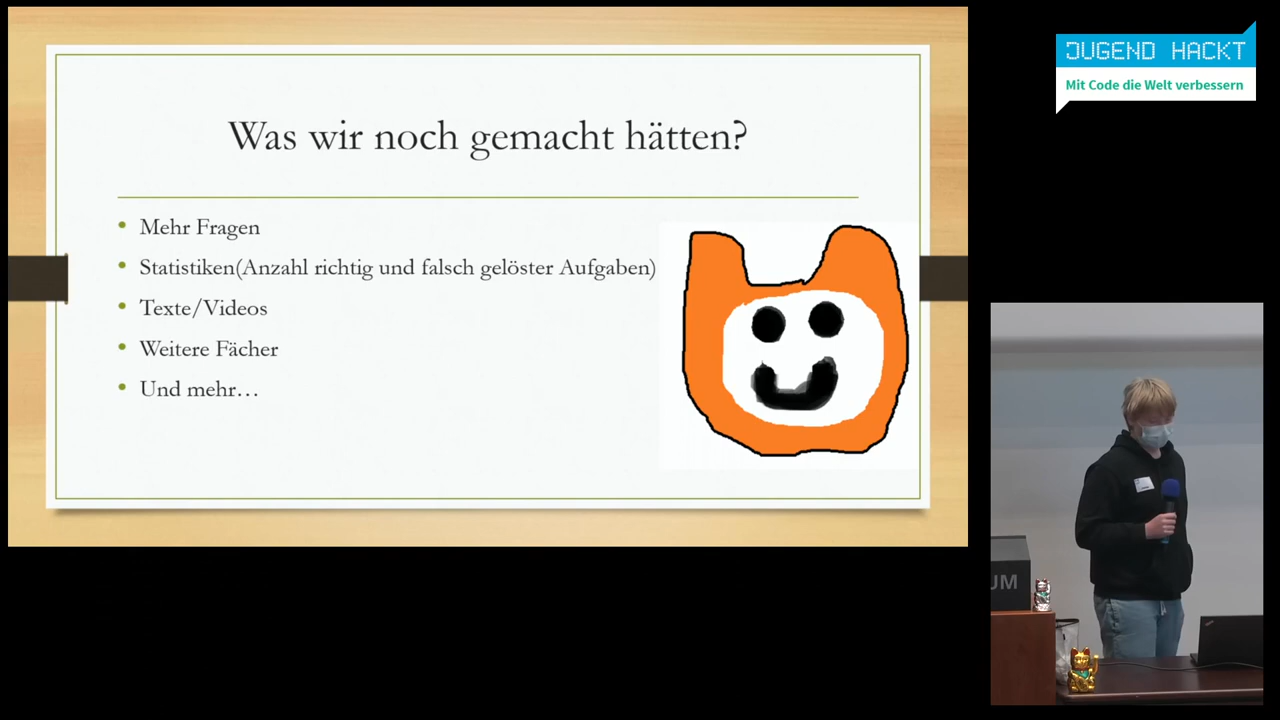 Was wir noch gemacht hätten?
• Mehr Fragen
• Statistiken(Anzahl richtig und falsch gelöster Aufgaben)
• Texte/Videos
• Weitere Fächer
• Und mehr…
JUGEND HACKT
Mit Code die Welt verbessern
UM